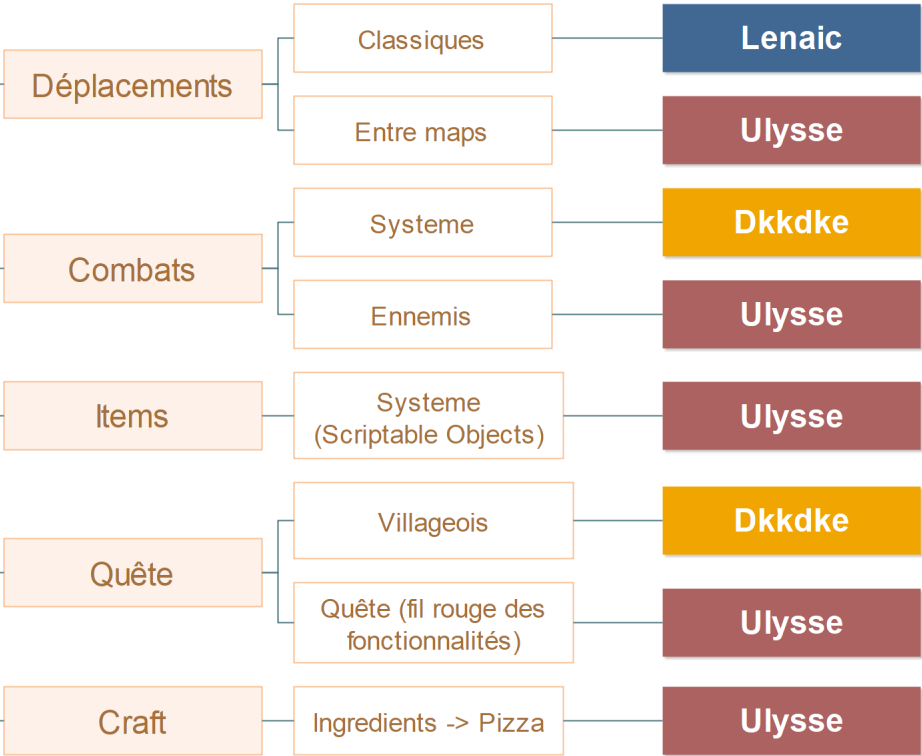 Déplacements
Classiques
Lenaic
Entre maps
Ulysse
Combats
Systeme
Dkkdke
Ennemis
Ulysse
Items
Systeme
(Scriptable Objects)
Ulysse
Quête
Villageois
Dkkdke
Quête (fil rouge des
fonctionnalités)
Ulysse
Craft
Ingredients -> Pizza
Ulysse